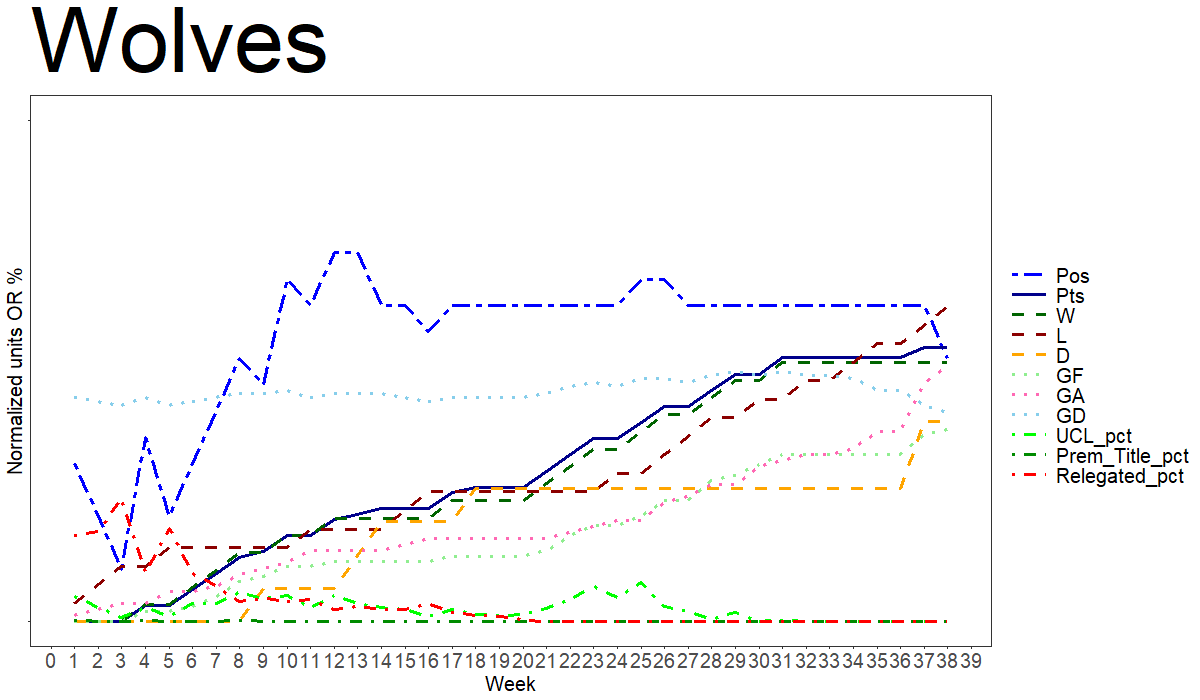 Wolves
Normalized units OR %
Pos
Pts
W
L
D
GF
GA
GD
UCL_pct
Prem_Title_pct
Relegated_pct
0 1 2 3 4 5 6 7 8 9 10 11 12 13 14 15 16 17 18 19 20 21 22 23 24 25 26 27 28 29 30 31 32 33 34 35 36 37 38 39
Week